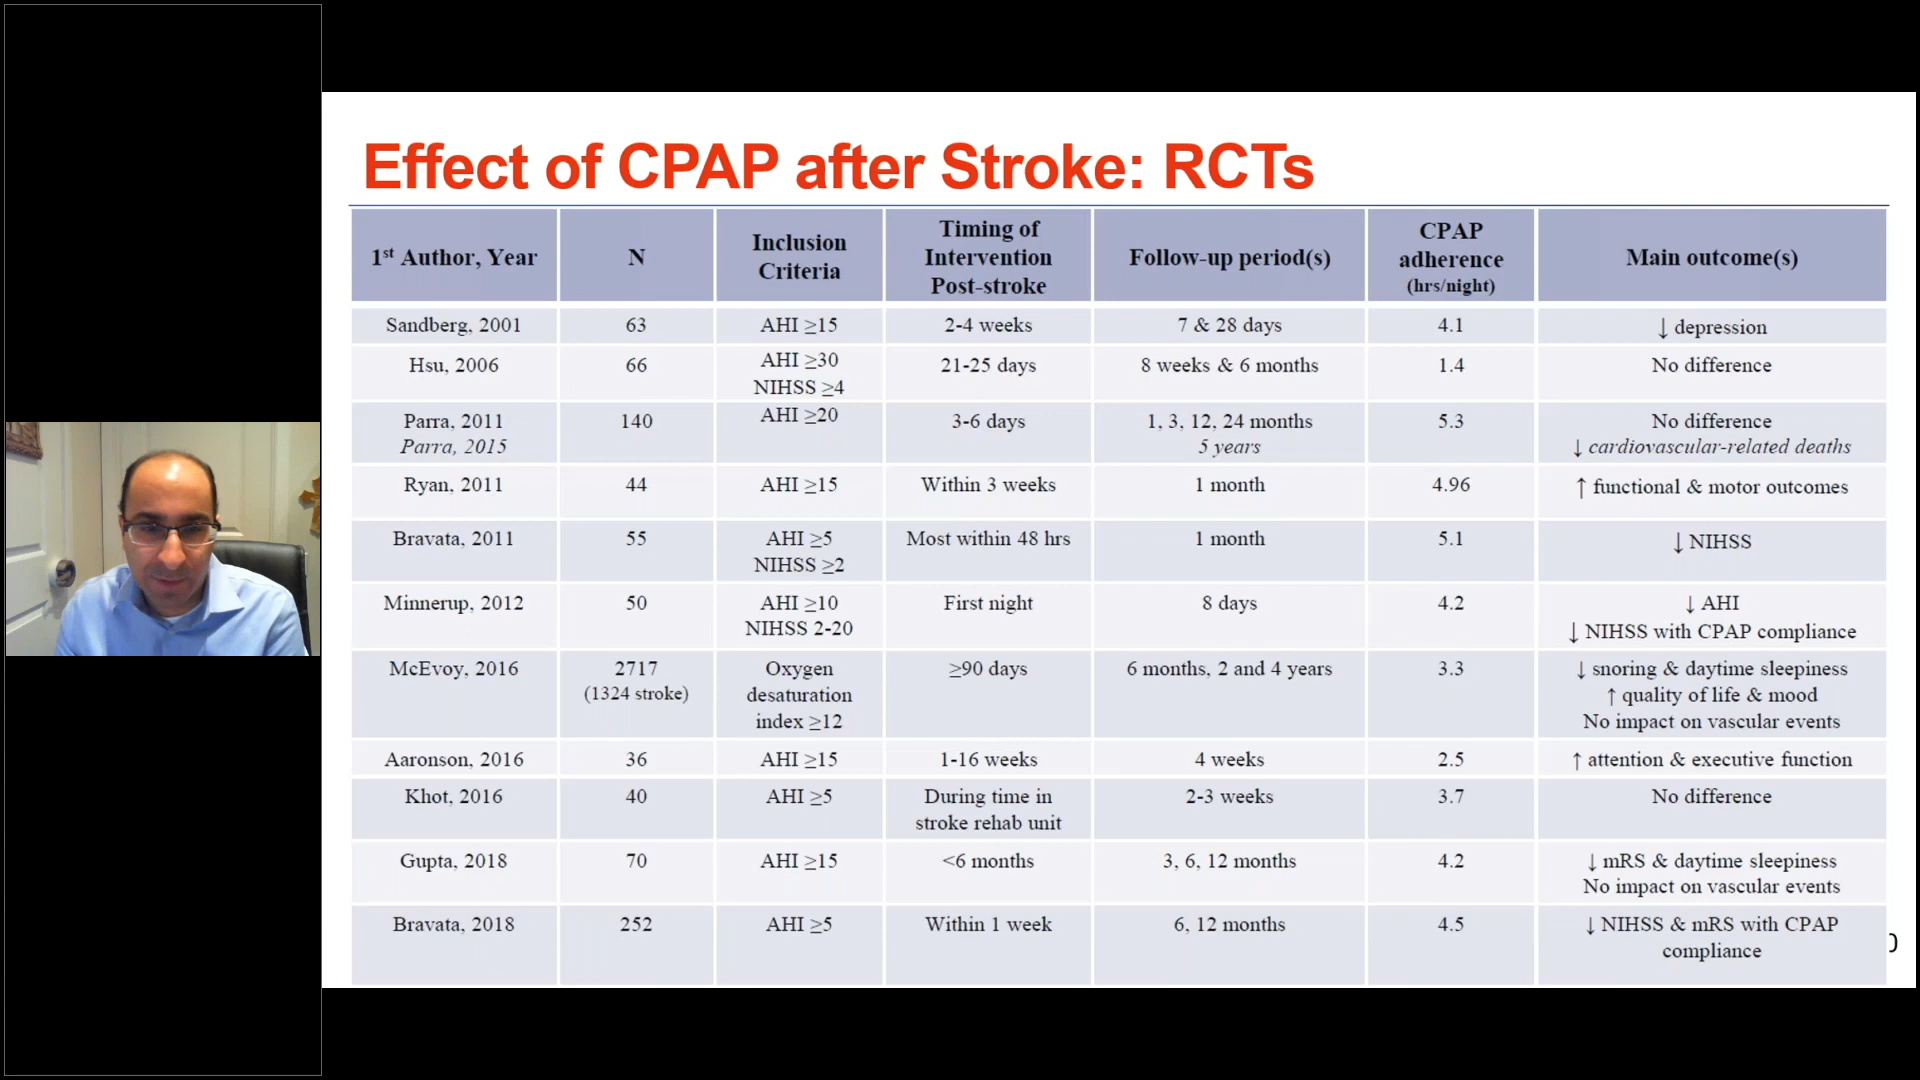 Effect of CPAP after Stroke: RCTs
1st Author, Year
N
Inclusion
Criteria
Timing of
Intervention
Post-stroke
Follow-up period(s)
CPAP
adherence
(hrs/night)
Main outcome(s)
Sandberg, 2001
63
AHI ≥15
2-4 weeks
7 & 28 days
4.1
↓ depression
Hsu, 2006
66
AHI ≥30
NIHSS ≥4
21-25 days
8 weeks & 6 months
1.4
No difference
Parra, 2011
Parra, 2015
140
AHI ≥20
3-6 days
1, 3, 12, 24 months
5 years
5.3
No difference
↓ cardiovascular-related deaths
Ryan, 2011
44
AHI ≥15
Within 3 weeks
1 month
4.96
↑ functional & motor outcomes
Bravata, 2011
55
AHI ≥5
NIHSS ≥2
Most within 48 hrs
1 month
5.1
↓ NIHSS
Minnerup, 2012
50
AHI ≥10
NIHSS 2-20
First night
8 days
4.2
↓ AHI
↓ NIHSS with CPAP compliance
McEvoy, 2016
2717
(1324 stroke)
Oxygen
desaturation
index ≥12
≥90 days
6 months, 2 and 4 years
3.3
↓ snoring & daytime sleepiness
↑ quality of life & mood
No impact on vascular events
Aaronson, 2016
36
AHI ≥15
1-16 weeks
4 weeks
2.5
↑ attention & executive function
Khot, 2016
40
AHI ≥5
During time in
stroke rehab unit
2-3 weeks
3.7
No difference
Gupta, 2018
70
AHI ≥15
<6 months
3, 6, 12 months
4.2
↓ mRS & daytime sleepiness
No impact on vascular events
Bravata, 2018
252
AHI ≥5
Within 1 week
6, 12 months
4.5
↓ NIHSS & mRS with CPAP
compliance